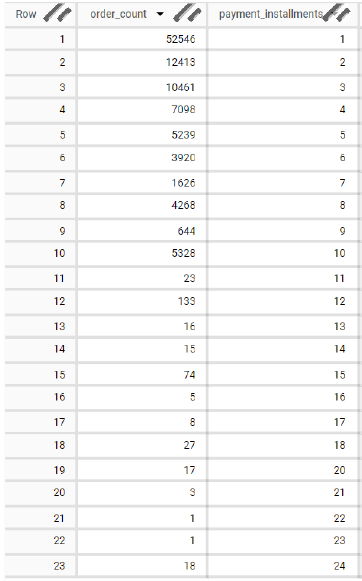 Row order_count payment_installments
1 52546 1
2 12413 2
3 10461 3
4 7098 4
5 5239 5
6 3920 6
7 1626 7
8 4268 8
9 644 9
10 5328 10
11 23 11
12 133 12
13 16 13
14 15 14
15 74 15
16 5 16
17 8 17
18 27 18
19 17 20
20 3 21
21 1 22
22 1 23
23 18 24